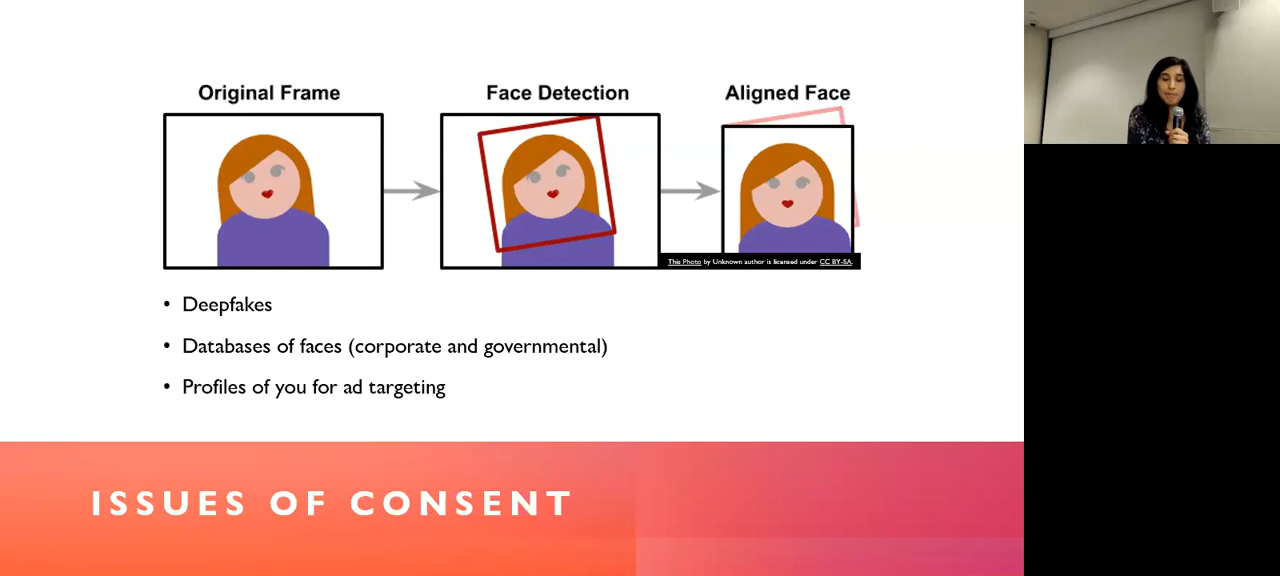 Original Frame
Face Detection
Aligned Face
This Photo by Unknown author is licensed under CC BY-SA.
• Deepfakes
• Databases of faces (corporate and governmental)
• Profiles of you for ad targeting
ISSUES OF CONSENT